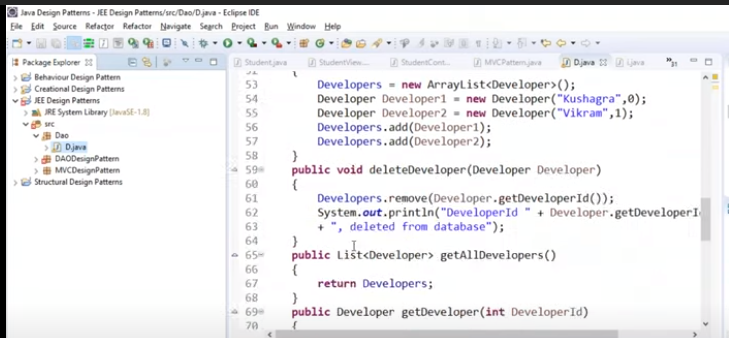 Java Design Patterns - JEE Design Patterns/src/Dao/D.java - Eclipse IDE
File Edit Source Refactor Refactor Navigate Search Project Run Window Help
Package Explorer
Student.java StudentView.... StudentCont... MVCPattern.java D.java i.java »31
Behaviour Design Pattern
Creational Design Patterns
JEE Design Patterns
JRE System Library [JavaSE-1.8]
src
Dao
D.java
DAODesignPattern
MVCDesignPattern
Structural Design Patterns
52 {
53 Developers = new ArrayList<Developer>();
54 Developer Developer1 = new Developer("Kushagra",0);
55 Developer Developer2 = new Developer("Vikram",1);
56 Developers.add(Developer1);
57 Developers.add(Developer2);
58 }
59 public void deleteDeveloper(Developer Developer)
60 {
61 Developers.remove(Developer.getDeveloperId());
62 System.out.println("DeveloperId " + Developer.getDeveloperI
63 + ", deleted from database");
64 }
65 public List<Developer> getAllDevelopers()
66 {
67 return Developers;
68 }
69 public Developer getDeveloper(int DeveloperId)
70 {